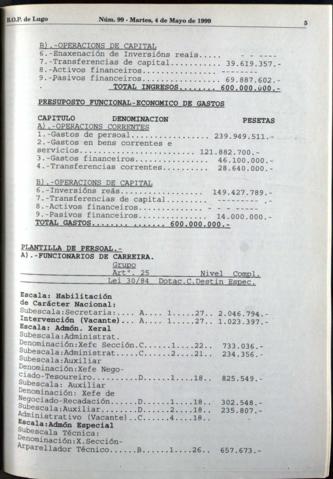 B.O.P. de Lugo Núm. 99 - Martes, 4 de Mayo de 1999 5
B).-OPERACIONS DE CAPITAL
6.-Enaxenación de Inversións reais..... - - ----
7.-Transferencias de capital........... 39.619.357.-
8.-Activos financeiros............. --------
9.-Pasivos financeiros................ 69.887.602.-
TOTAL INGRESOS........ 600.000.000.-
PRESUPOSTO FUNCIONAL-ECONOMICO DE GASTOS
CAPITULO DENOMINACION PESETAS
A).-OPERACIONS CORRENTES
1.-Gastos de persoal................ 239.949.511.-
2.-Gastos en bens correntes e
servicios........................ 121.882.700.-
3.-Gastos financeiros............... 46.100.000.-
4.-Transferencias correntes.......... 28.640.000.-
B).-OPERACIONS DE CAPITAL
6.-Inversións reás.................. 149.427.789.-
7.-Transferencias de capital......... ------- .-
8.-Activos financeiros............. - - -----
9.-Pasivos financeiros.............. 14.000.000.-
TOTAL GASTOS........ 600.000.000.-
PLANTILLA DE PERSOAL.-
A).-FUNCIONARIOS DE CARREIRA.
Grupo
Artº. 25 Nivel Compl.
Lei 30/84 Dotac.C.Destin Espec.
Escala: Habilitación
de Carácter Nacional:
Subescala:Secretaria:.... A.... 1.....27.. 2.046.794.-
Intervención (Vacante)... A.... 1.....27.. 1.023.397.-
Escala: Admón. Xeral
Subescala:Administrat.
Denominación:Xefe Sección.C.....1.....22.. 733.036.-
Subescala:Administrat.....C.....2.....21.. 234.356.-
Subescala:Auxiliar
Denominación:Xefe Nego-
ciado-Tesoureiro..........D.....1.....18.. 825.549.-
Subescala: Auxiliar
Denominación: Xefe de
Negociado-Recadación......D.....1.....18.. 302.548.-
Subescala:Auxiliar........D.....2.....18.. 235.807.-
Administrativo (Vacante)..C.....4.....18..
Escala:Admón Especial
Subescala Técnica:
Denominación:X.Sección-
Arparellador Técnico......B.....1....26.. 657.673.-